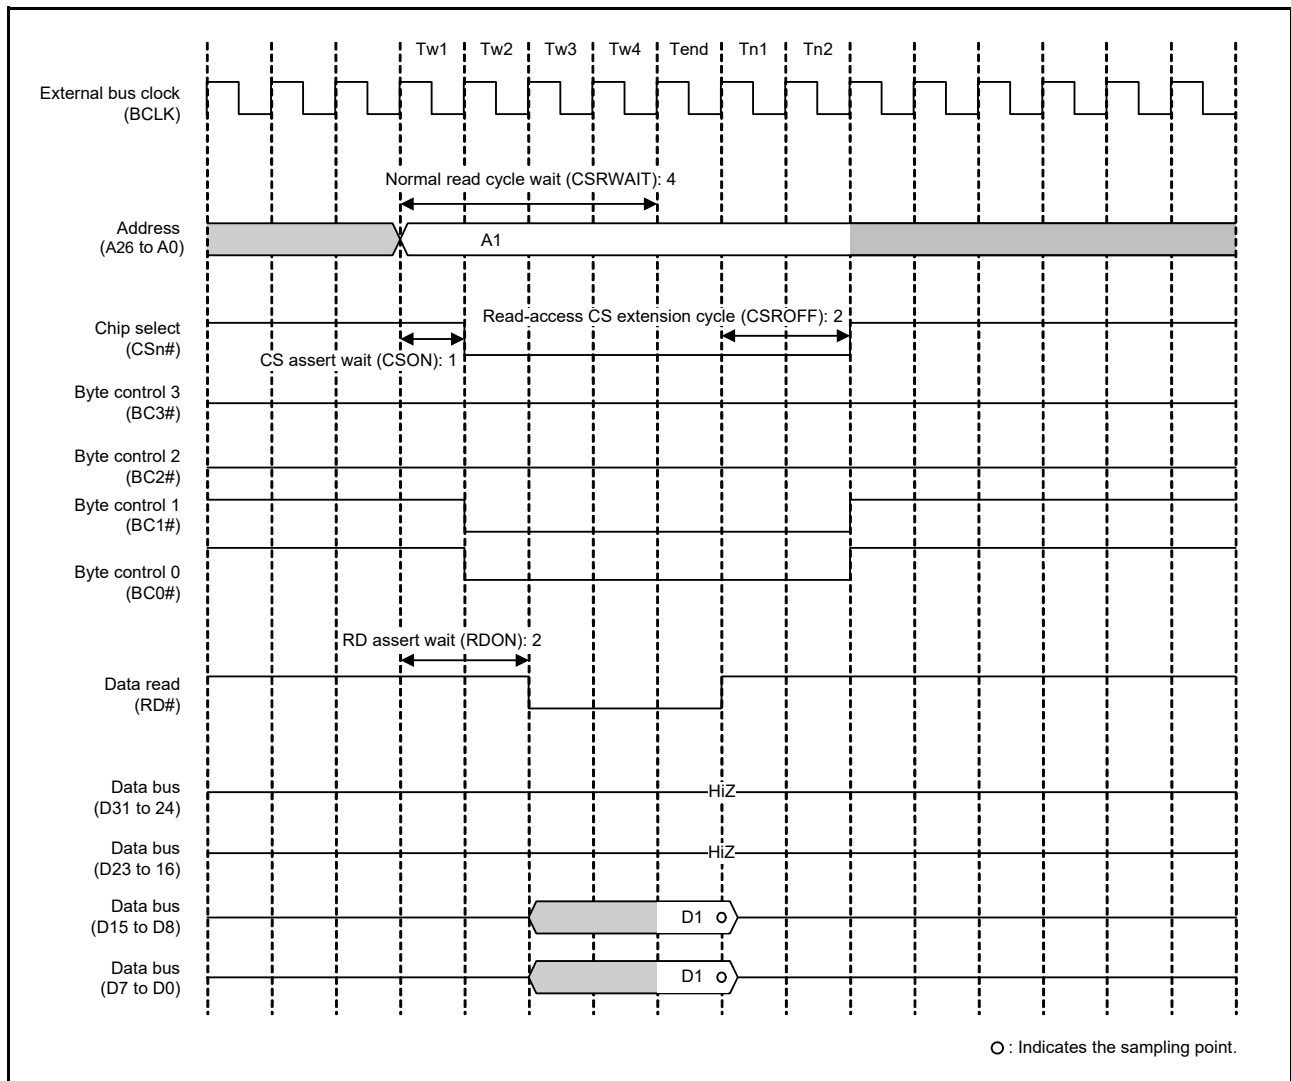 Tw1 Tw2 Tw3 Tw4 Tend Tn1 Tn2
External bus clock
(BCLK)
Normal read cycle wait (CSRWAIT): 4
Address
(A26 to A0)
A1
Read-access CS extension cycle (CSROFF): 2
Chip select
(CSn#)
CS assert wait (CSON): 1
Byte control 3
(BC3#)
Byte control 2
(BC2#)
Byte control 1
(BC1#)
Byte control 0
(BC0#)
RD assert wait (RDON): 2
Data read
(RD#)
Data bus
(D31 to 24)
HiZ
Data bus
(D23 to 16)
HiZ
Data bus
(D15 to D8)
D1
Data bus
(D7 to D0)
D1
: Indicates the sampling point.